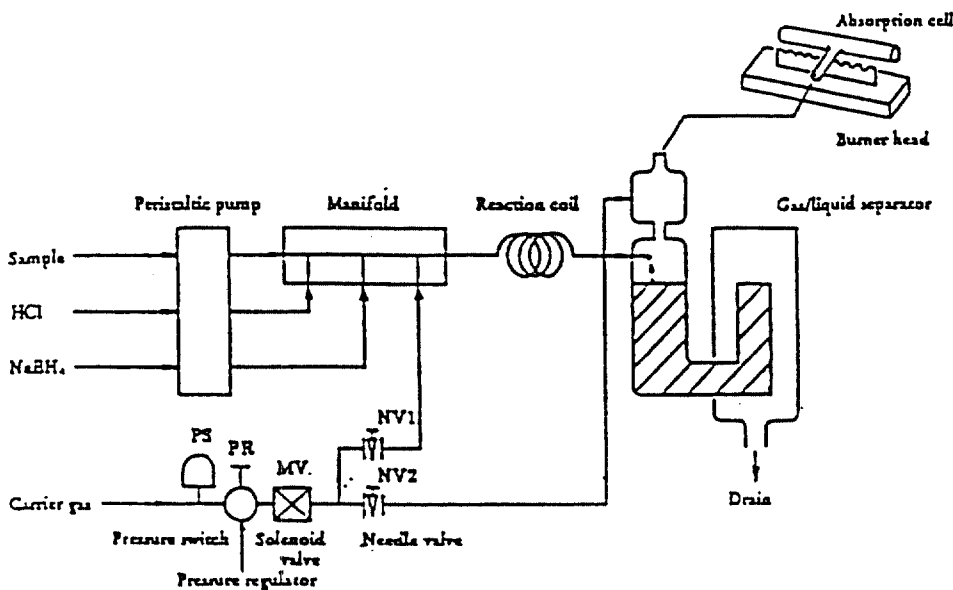 Absorption cell
Burner head
Peristaltic pump
Manifold
Reaction coil
Gas/liquid separator
Sample
HCl
NaBH₄
NV1
PS
PR
MV.
NV2
Carrier gas
Drain
Pressure switch
Solenoid valve
Needle valve
Pressure regulator